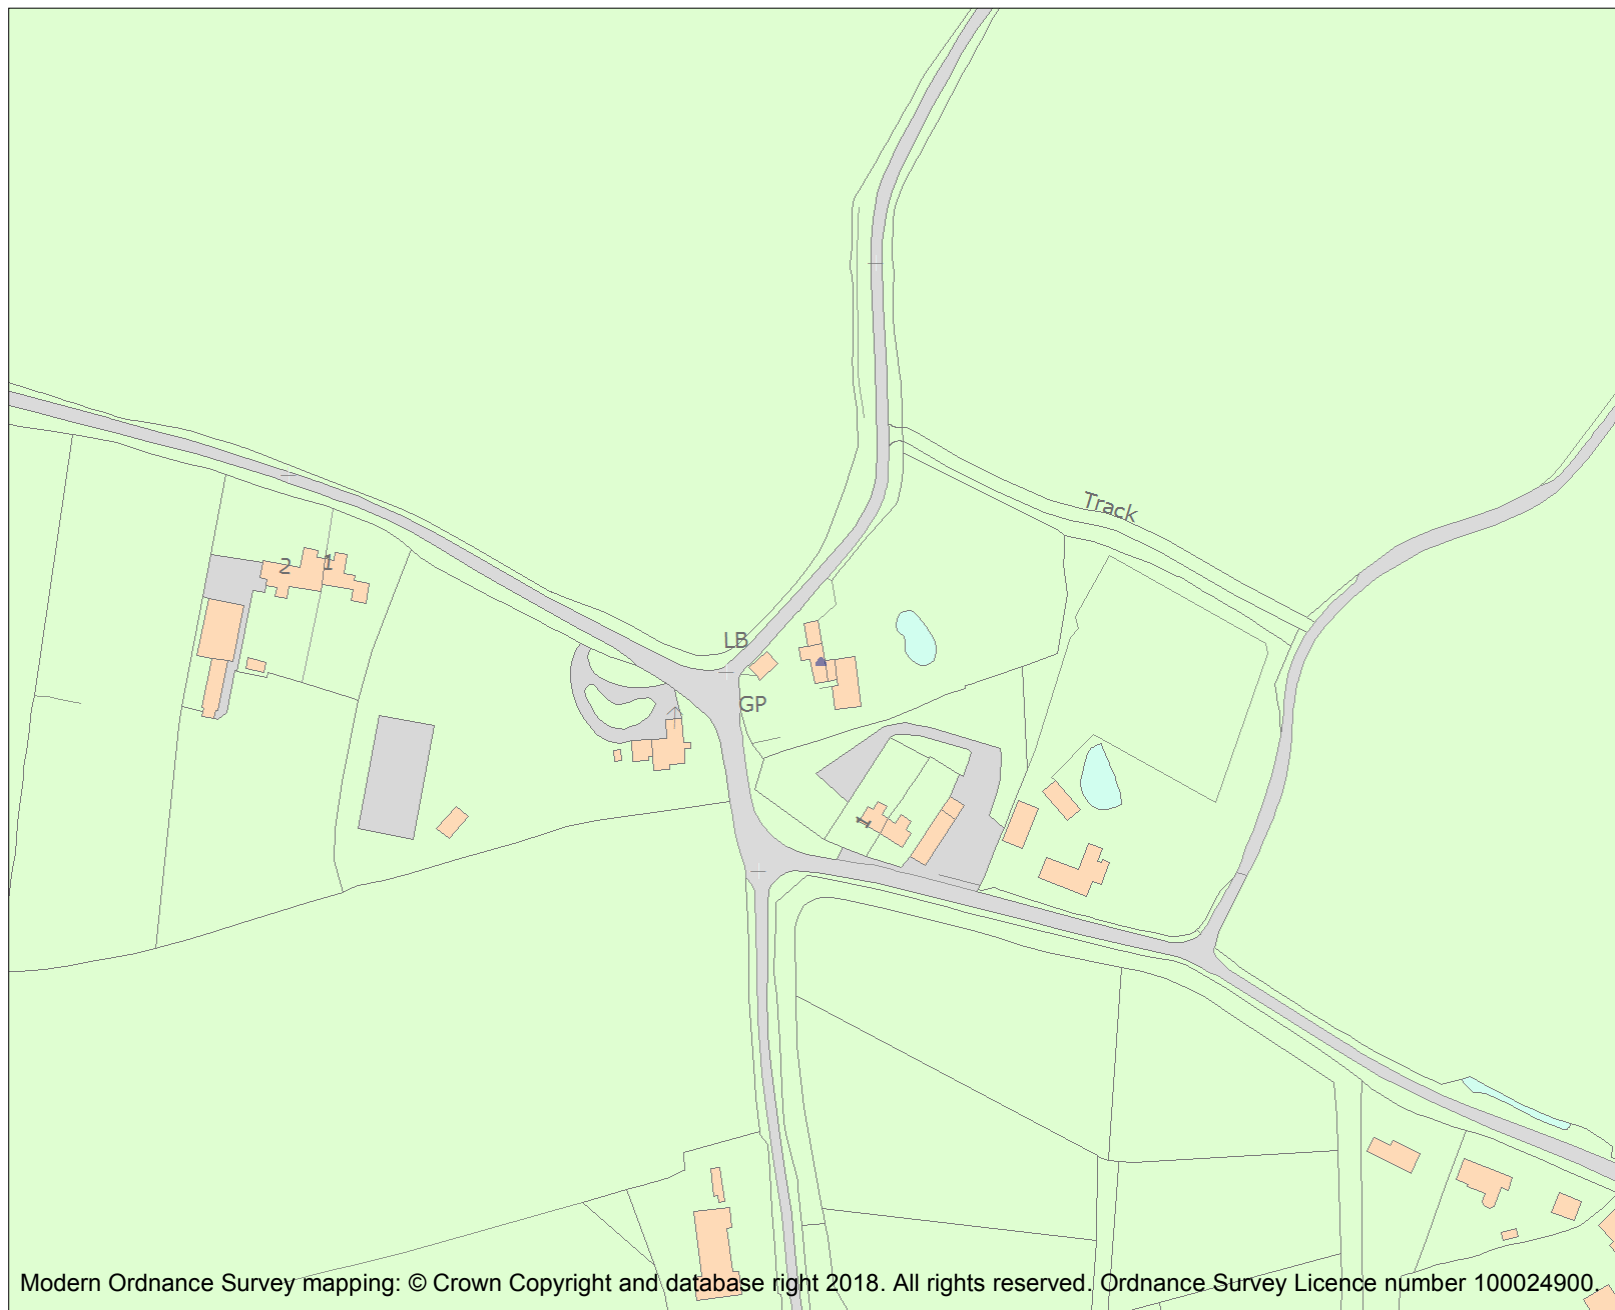 Track
2 1
LB
GP
1
Modern Ordnance Survey mapping: © Crown Copyright and database right 2018. All rights reserved. Ordnance Survey Licence number 100024900.